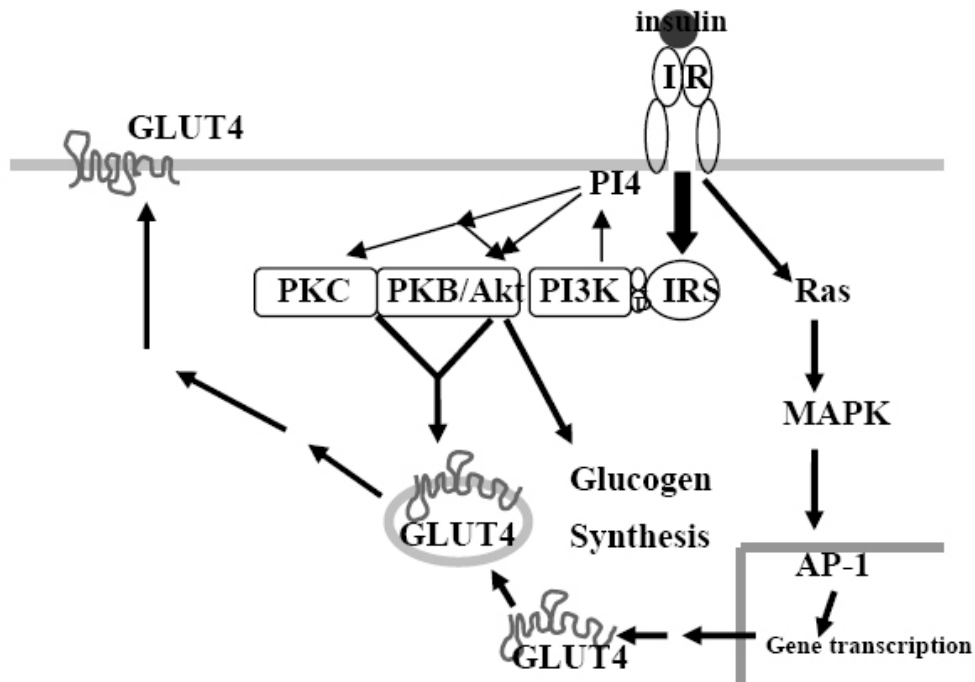 insulin
I R
GLUT4
PI4
PKC
PKB/Akt
PI3K
IRS
Ras
MAPK
Glucogen
Synthesis
GLUT4
AP-1
Gene transcription
GLUT4